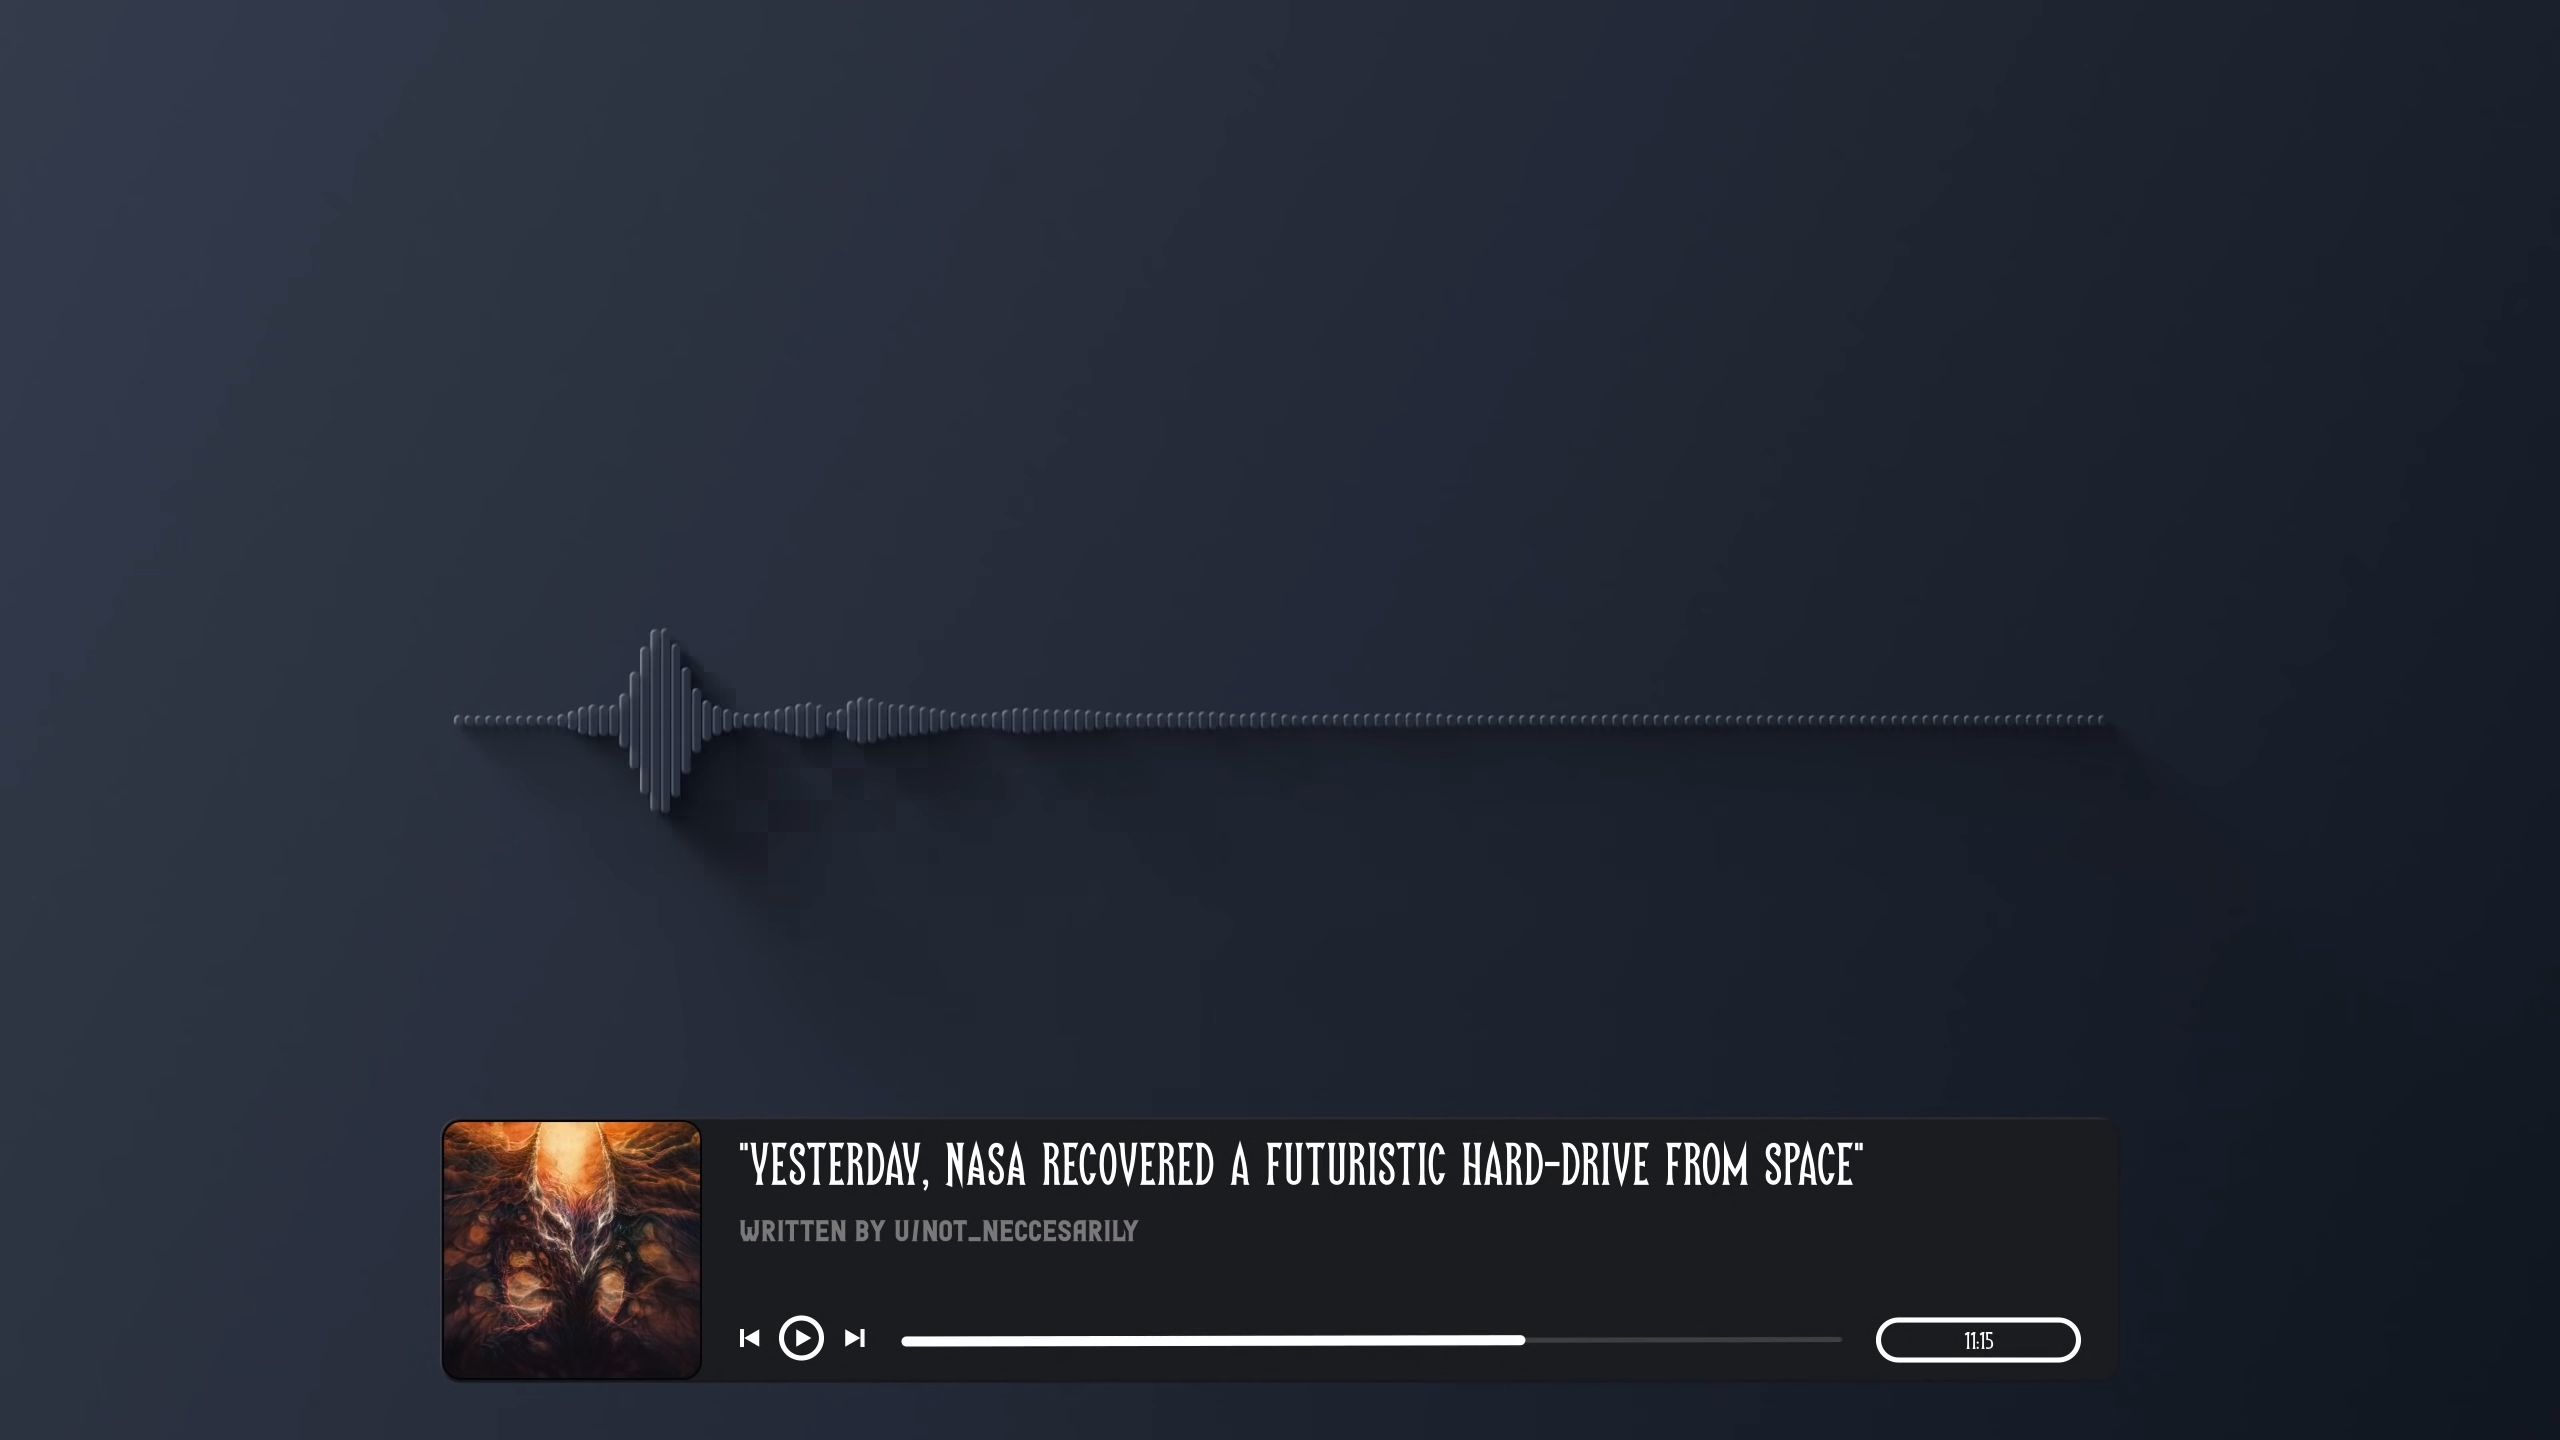 "YESTERDAY, NASA RECOVERED A FUTURISTIC HARD-DRIVE FROM SPACE"
WRITTEN BY U/NOT_NECCESARILY
11:15